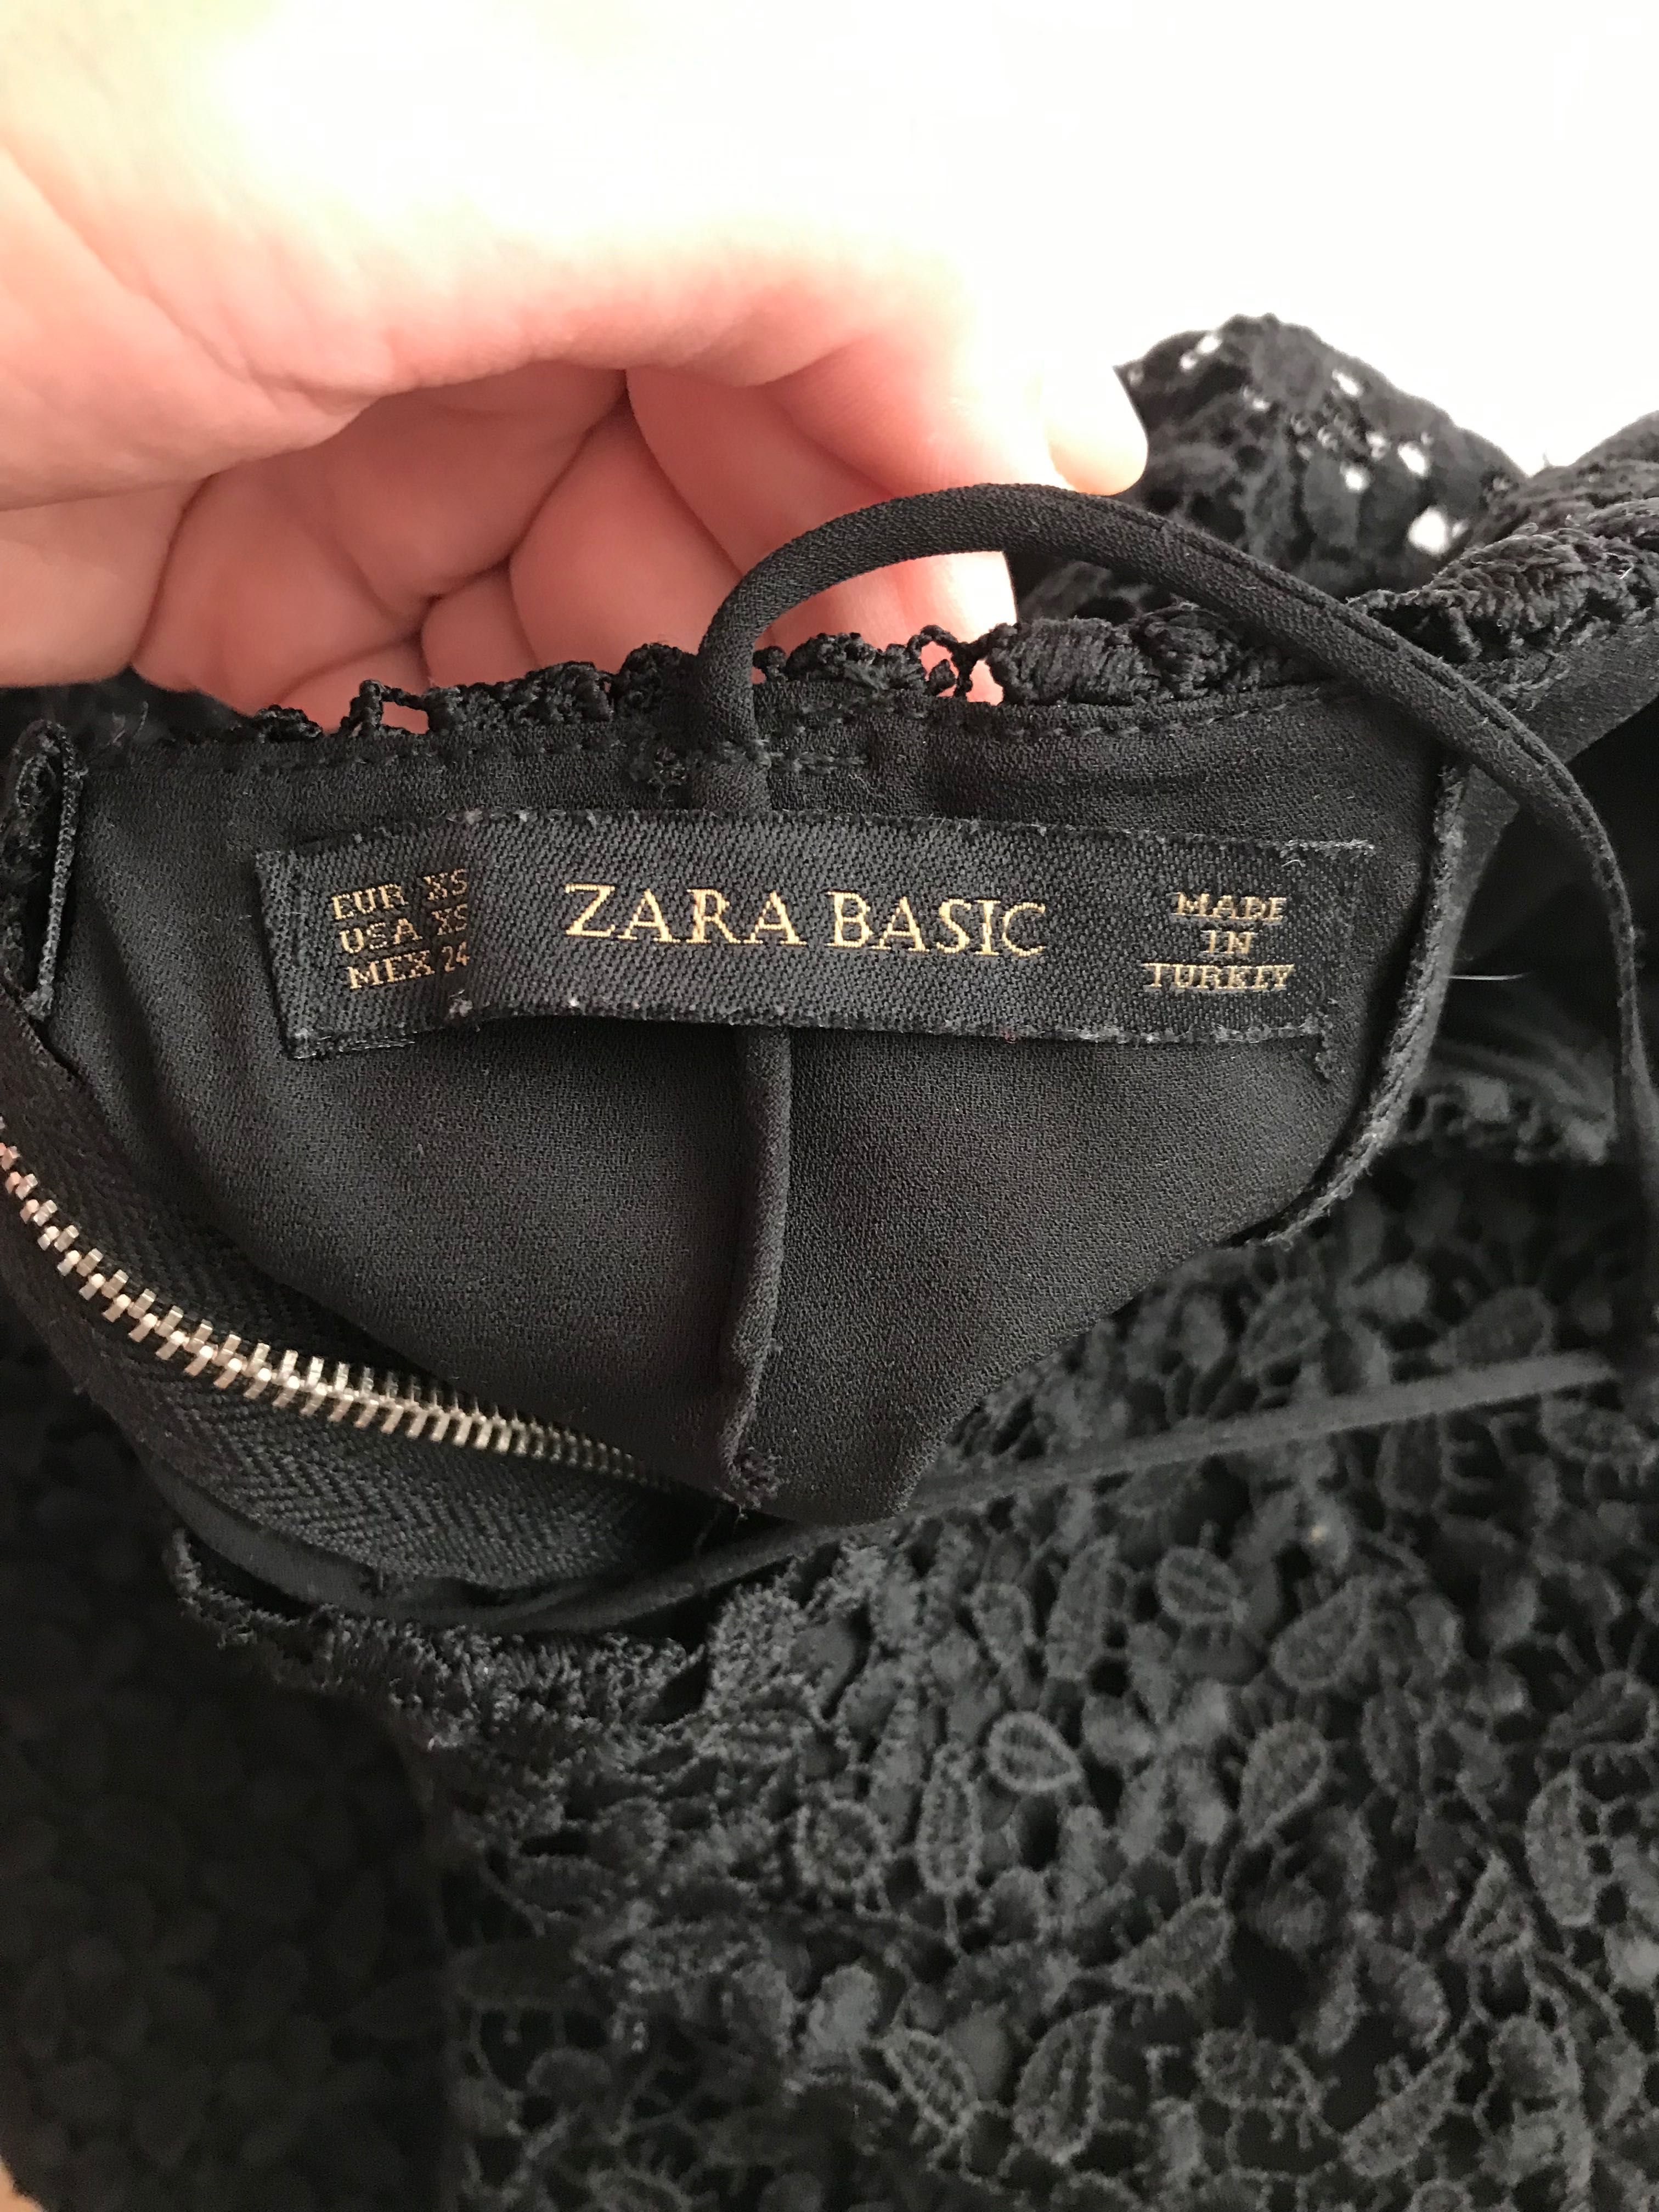 EUR XS
USA XS
MEX 24
ZARA BASIC
MADE
IN
TURKEY